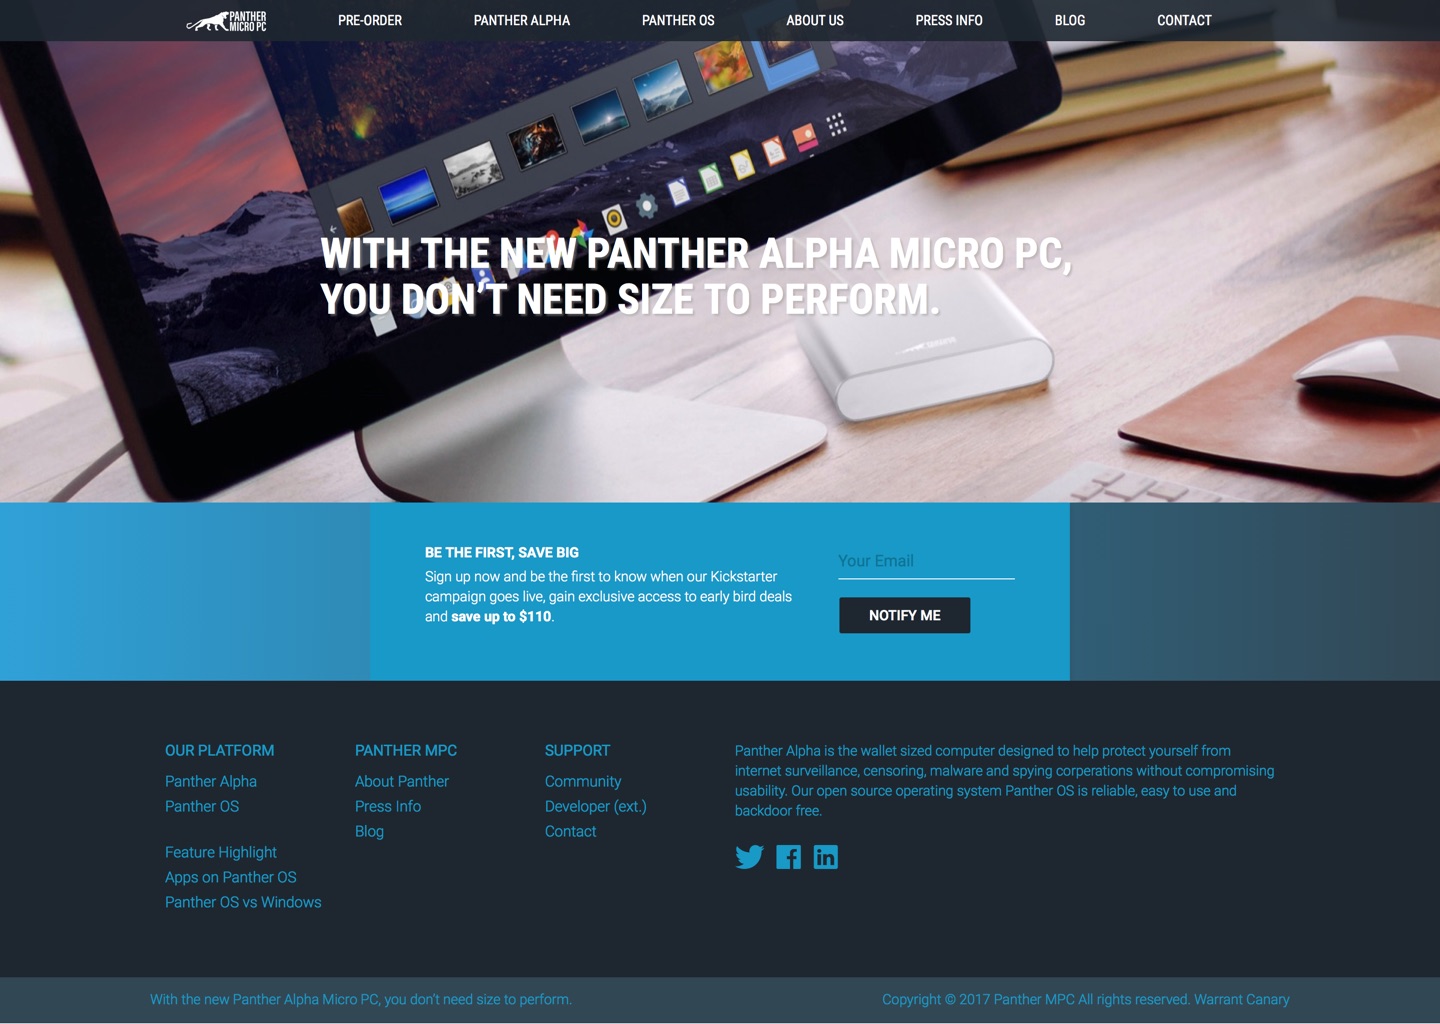 PANTHER
MICRO PC
PRE-ORDER
PANTHER ALPHA
PANTHER OS
ABOUT US
PRESS INFO
BLOG
CONTACT
WITH THE NEW PANTHER ALPHA MICRO PC,
YOU DON'T NEED SIZE TO PERFORM.
BE THE FIRST, SAVE BIG
Sign up now and be the first to know when our Kickstarter
campaign goes live, gain exclusive access to early bird deals
and save up to $110.
Your Email
NOTIFY ME
OUR PLATFORM
Panther Alpha
Panther OS
Feature Highlight
Apps on Panther OS
Panther OS vs Windows
PANTHER MPC
About Panther
Press Info
Blog
SUPPORT
Community
Developer (ext.)
Contact
Panther Alpha is the wallet sized computer designed to help protect yourself from
internet surveillance, censoring, malware and spying corperations without compromising
usability. Our open source operating system Panther OS is reliable, easy to use and
backdoor free.
With the new Panther Alpha Micro PC, you don't need size to perform.
Copyright © 2017 Panther MPC All rights reserved. Warrant Canary